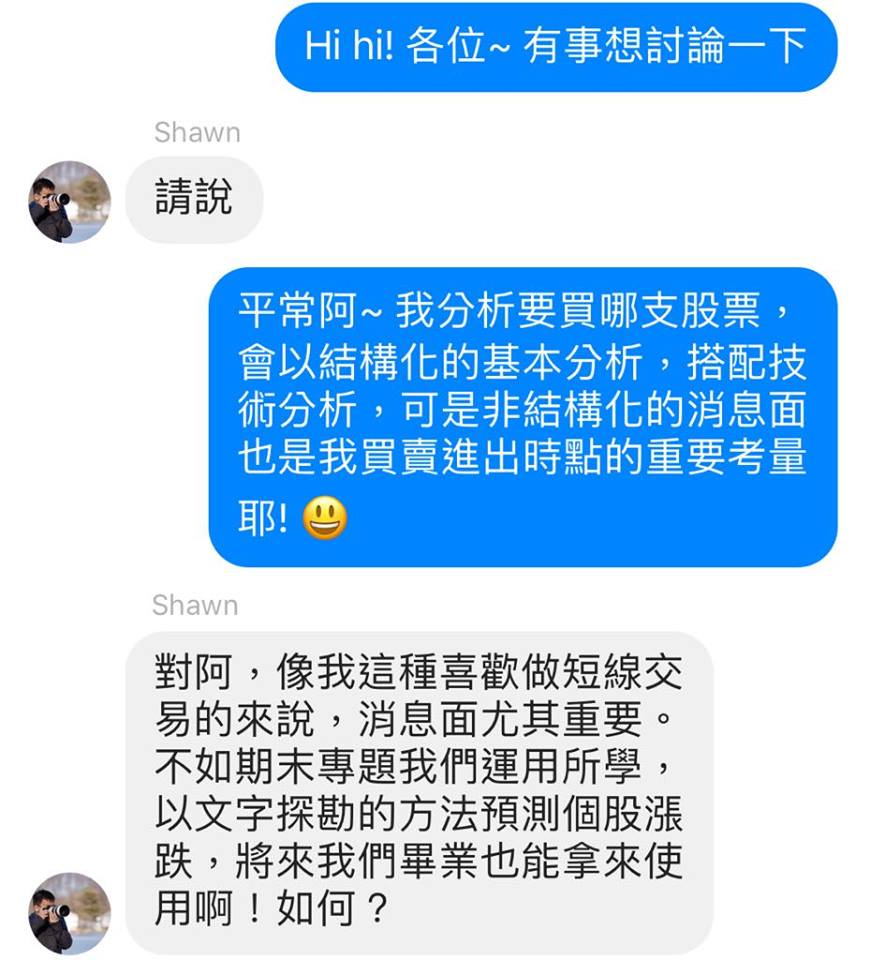 Hi hi! 各位~ 有事想討論一下
Shawn
請說
平常阿~ 我分析要買哪支股票，
會以結構化的基本分析，搭配技
術分析，可是非結構化的消息面
也是我買賣進出時點的重要考量
耶! 😃
Shawn
對阿，像我這種喜歡做短線交
易的來說，消息面尤其重要。
不如期末專題我們運用所學，
以文字探勘的方法預測個股漲
跌，將來我們畢業也能拿來使
用啊！如何？